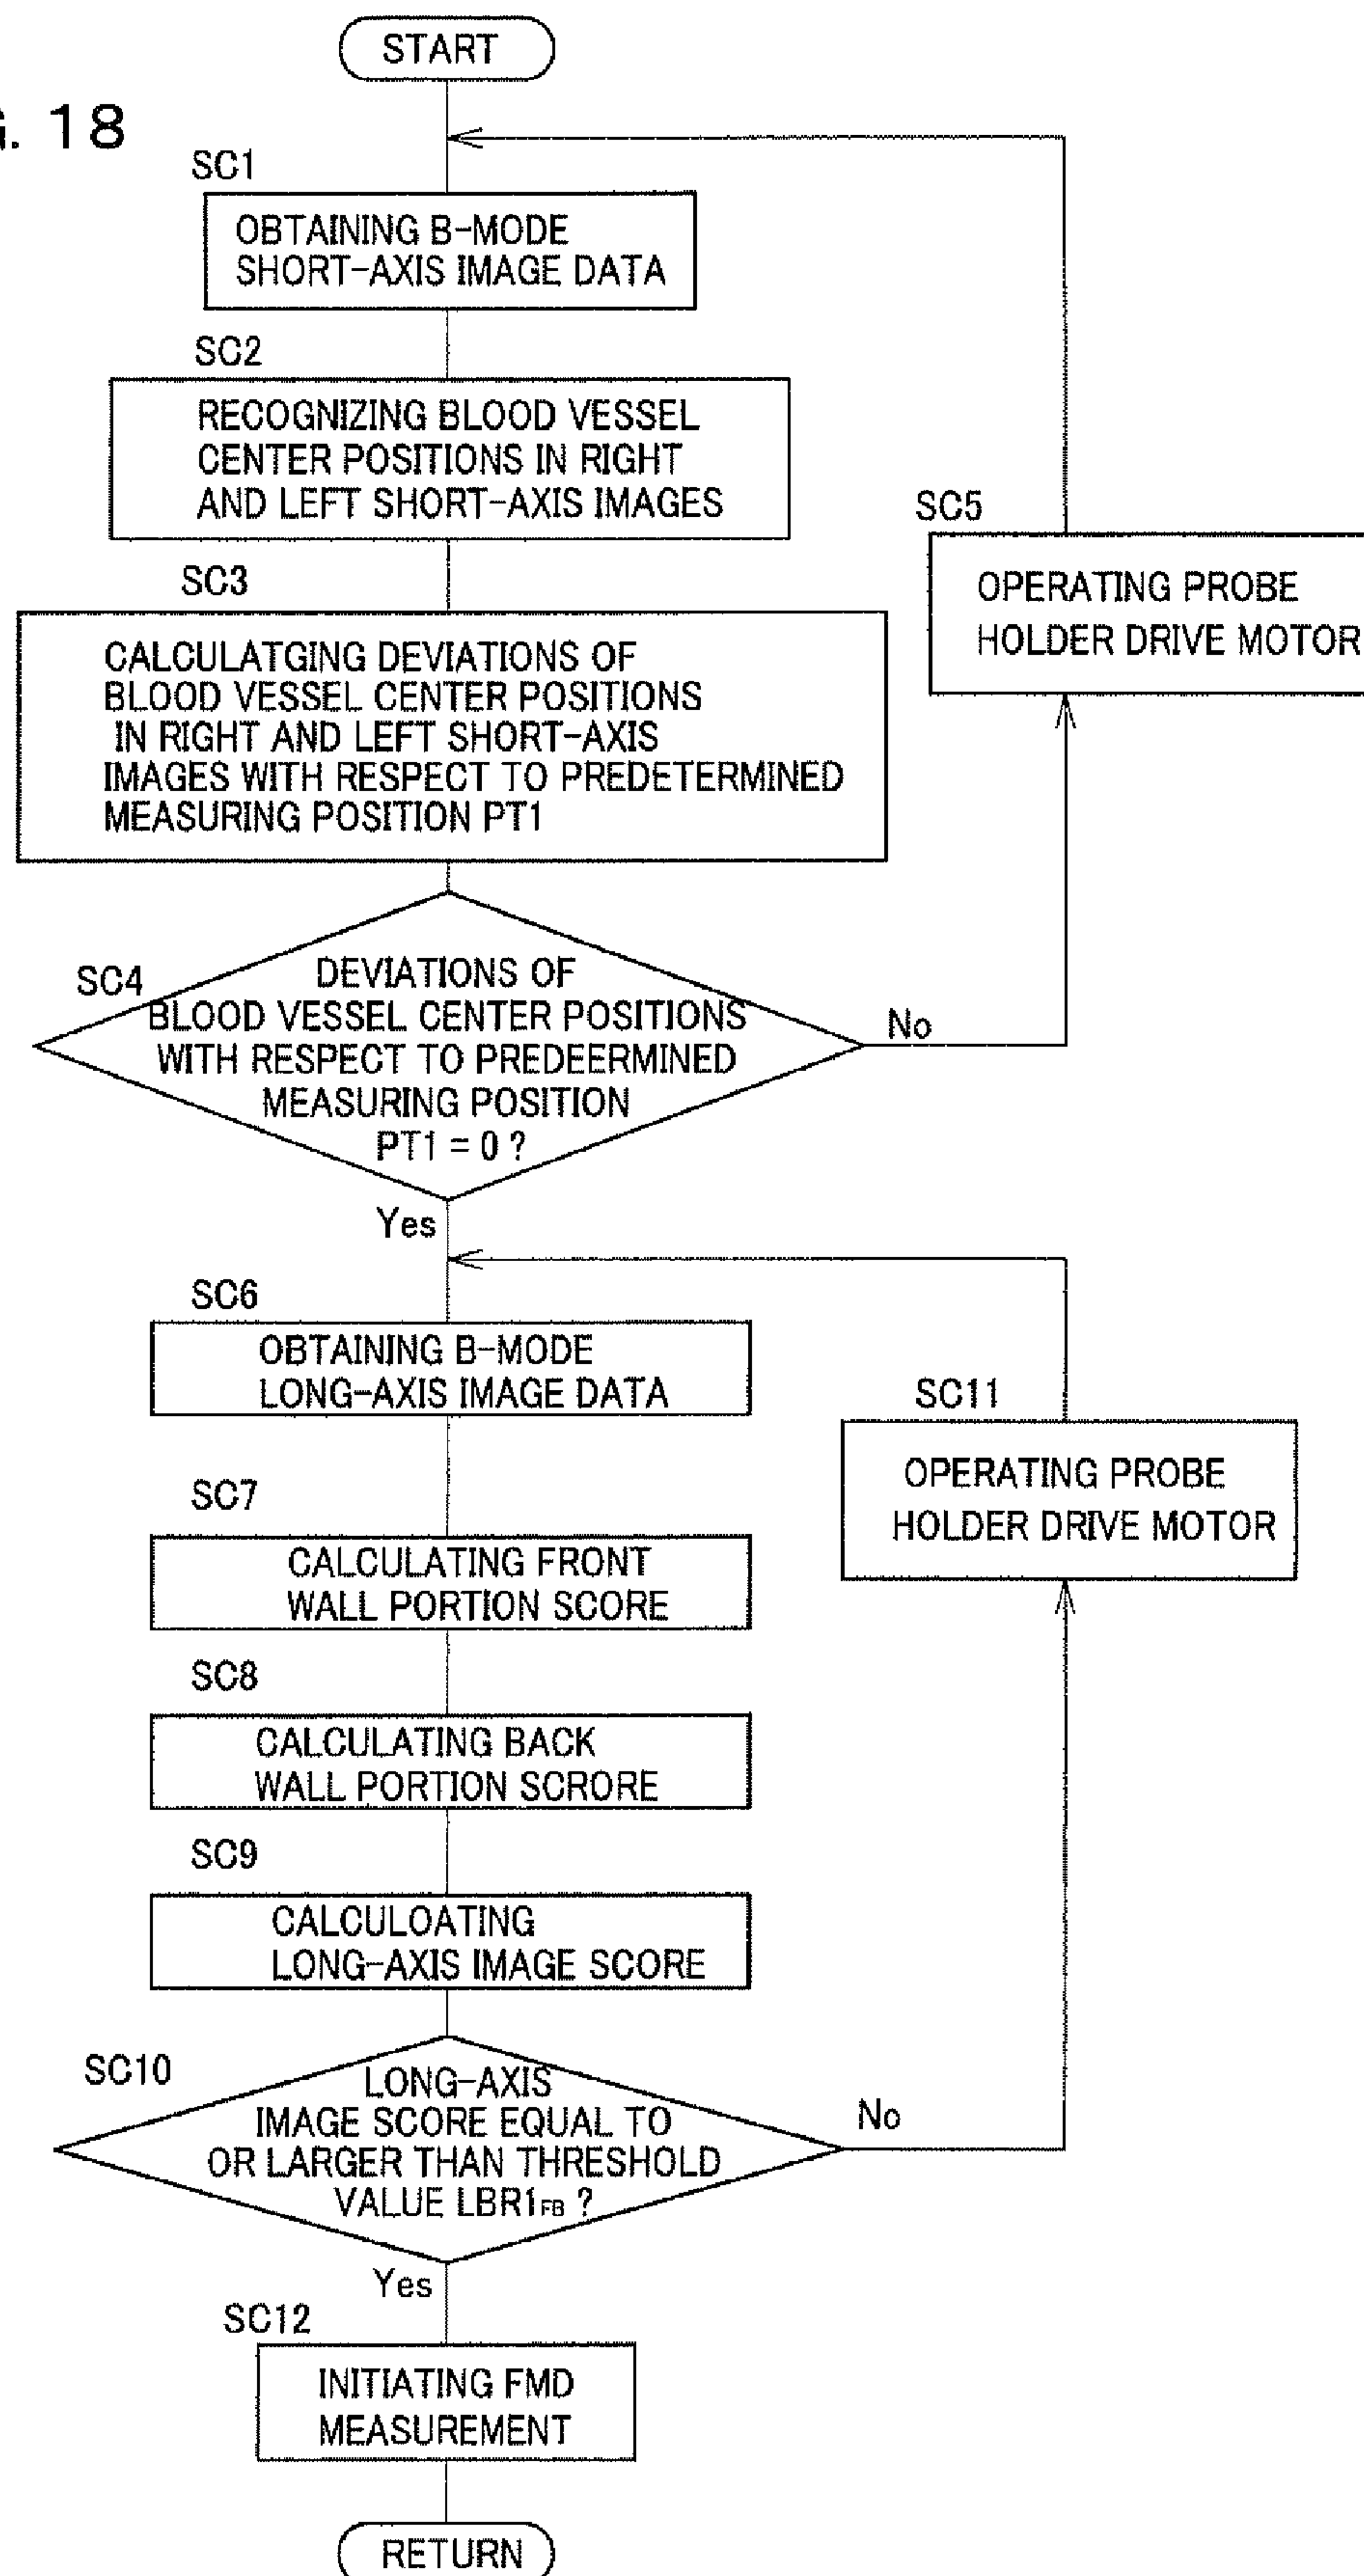 START
G. 18
SC1
OBTAINING B-MODE
SHORT-AXIS IMAGE DATA
SC2
RECOGNIZING BLOOD VESSEL
CENTER POSITIONS IN RIGHT
AND LEFT SHORT-AXIS IMAGES
SC5
OPERATING PROBE
HOLDER DRIVE MOTOR
SC3
CALCULATGING DEVIATIONS OF
BLOOD VESSEL CENTER POSITIONS
IN RIGHT AND LEFT SHORT-AXIS
IMAGES WITH RESPECT TO PREDETERMINED
MEASURING POSITION PT1
SC4
DEVIATIONS OF
BLOOD VESSEL CENTER POSITIONS
WITH RESPECT TO PREDEERMINED
MEASURING POSITION
PT1 = 0 ?
No
Yes
SC6
OBTAINING B-MODE
LONG-AXIS IMAGE DATA
SC11
OPERATING PROBE
HOLDER DRIVE MOTOR
SC7
CALCULATING FRONT
WALL PORTION SCORE
SC8
CALCULATING BACK
WALL PORTION SCRORE
SC9
CALCULOATING
LONG-AXIS IMAGE SCORE
SC10
LONG-AXIS
IMAGE SCORE EQUAL TO
OR LARGER THAN THRESHOLD
VALUE LBR1FB ?
No
Yes
SC12
INITIATING FMD
MEASUREMENT
RETURN